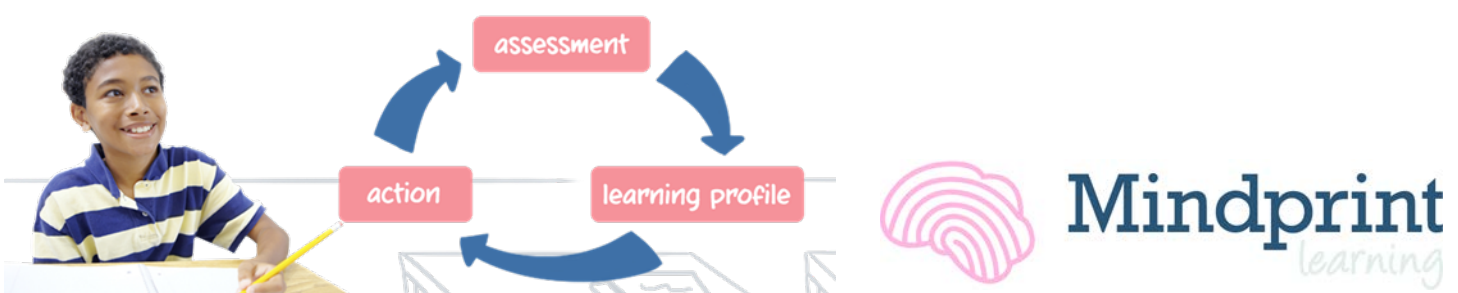 assessment
action
learning profile
Mindprint
learning